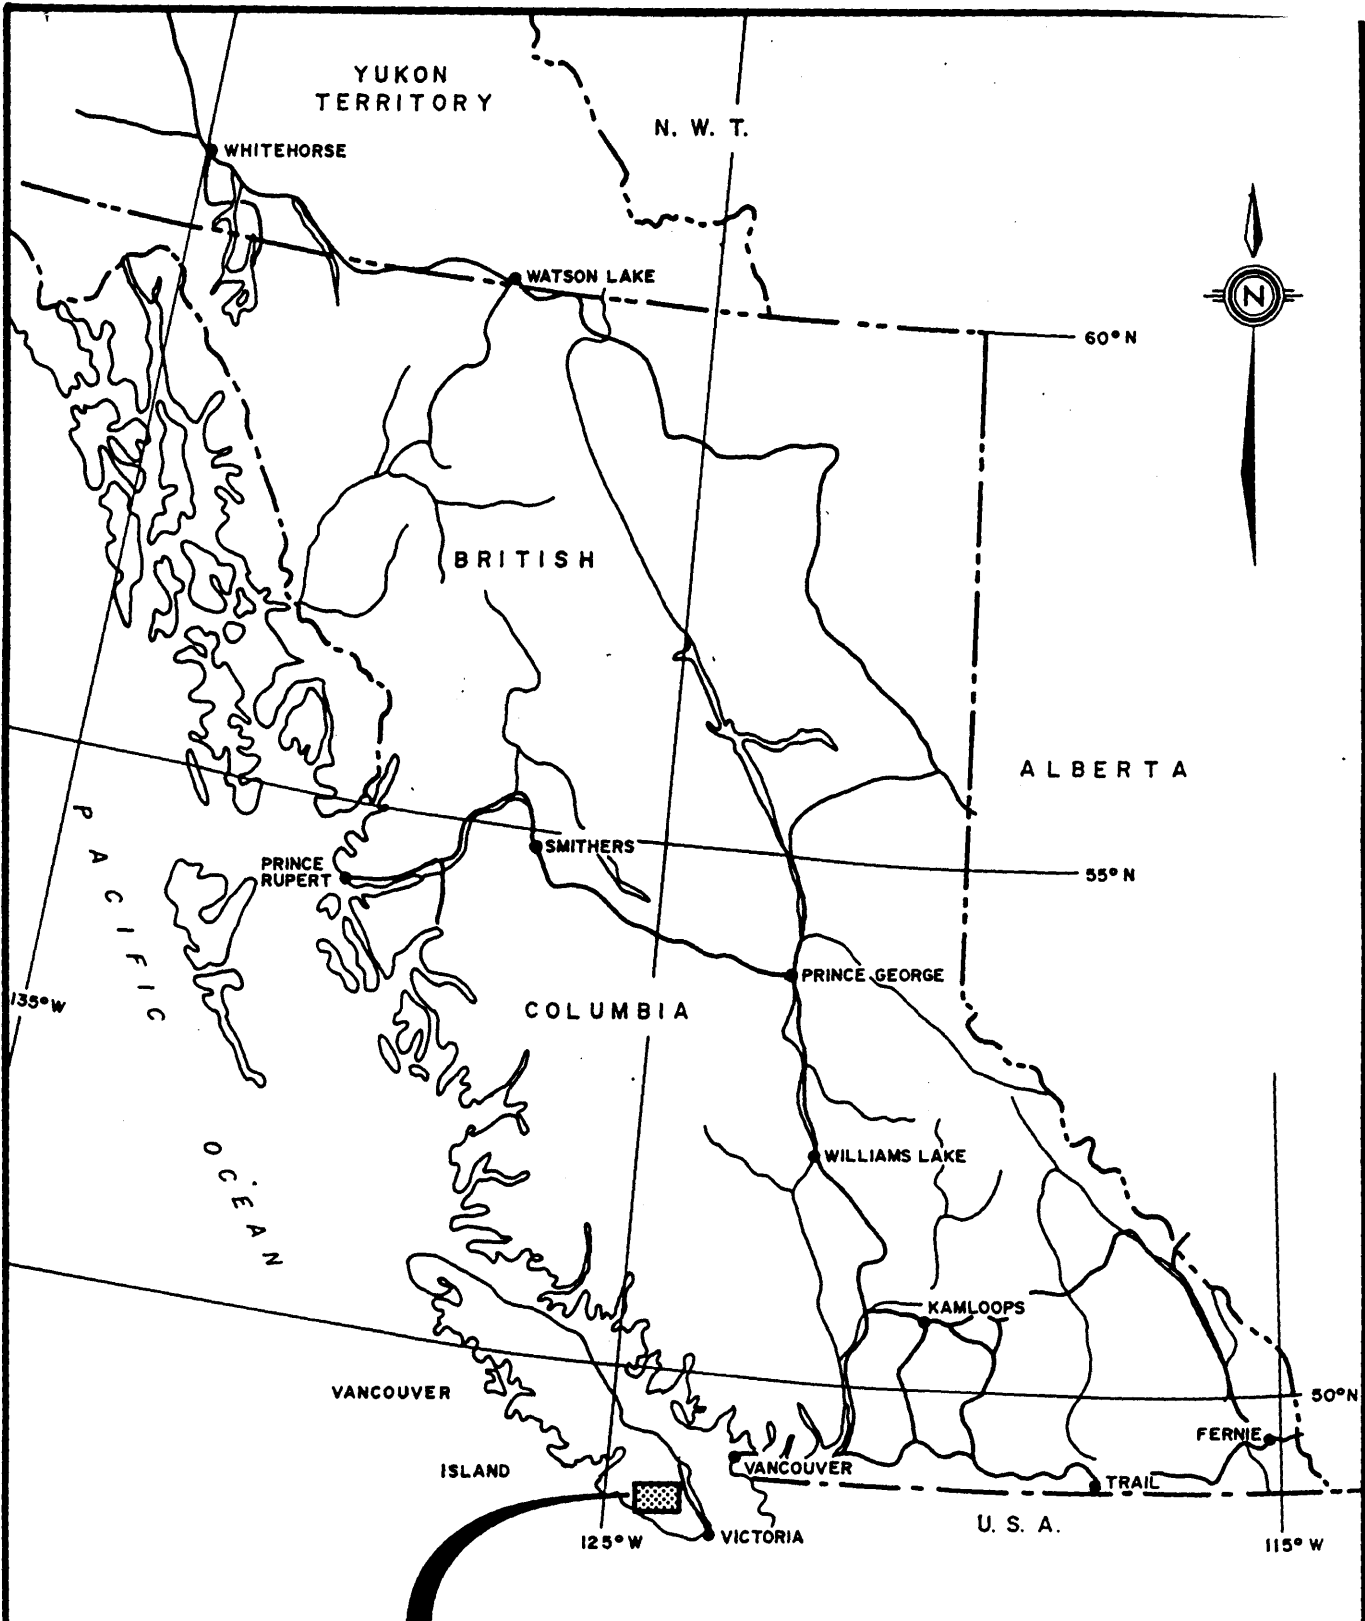 YUKON
TERRITORY
N. W. T.
WHITEHORSE
WATSON LAKE
N
60° N
BRITISH
ALBERTA
PACIFIC
SMITHERS
PRINCE
RUPERT
55° N
PRINCE GEORGE
135° W
COLUMBIA
OCEAN
WILLIAMS LAKE
KAMLOOPS
VANCOUVER
50° N
FERNIE
ISLAND
VANCOUVER
TRAIL
U. S. A.
125° W
VICTORIA
115° W